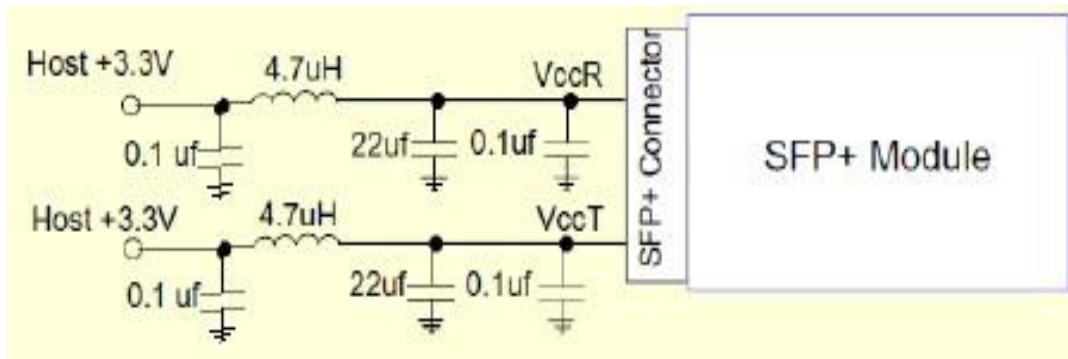 Host +3.3V
4.7uH
VccR
0.1 uf
22uf
0.1uf
Host +3.3V
4.7uH
VccT
0.1 uf
22uf
0.1uf
SFP+ Connector
SFP+ Module